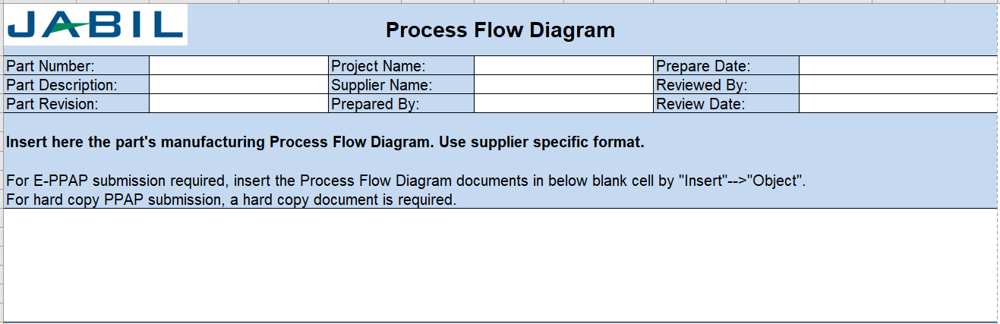 JABIL
Process Flow Diagram
Part Number: Project Name: Prepare Date:
Part Description: Supplier Name: Reviewed By:
Part Revision: Prepared By: Review Date:
Insert here the part's manufacturing Process Flow Diagram. Use supplier specific format.
For E-PPAP submission required, insert the Process Flow Diagram documents in below blank cell by "Insert"-->"Object".
For hard copy PPAP submission, a hard copy document is required.